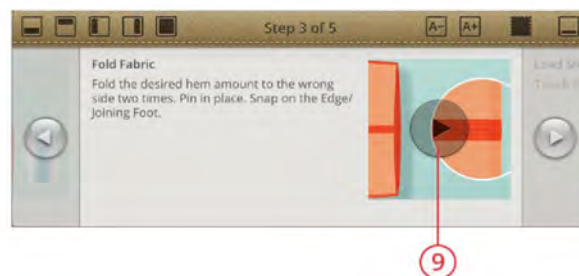 Step 3 of 5
A- A+
Fold Fabric
Fold the desired hem amount to the wrong
side two times. Pin in place. Snap on the Edge/
Joining Foot.
9